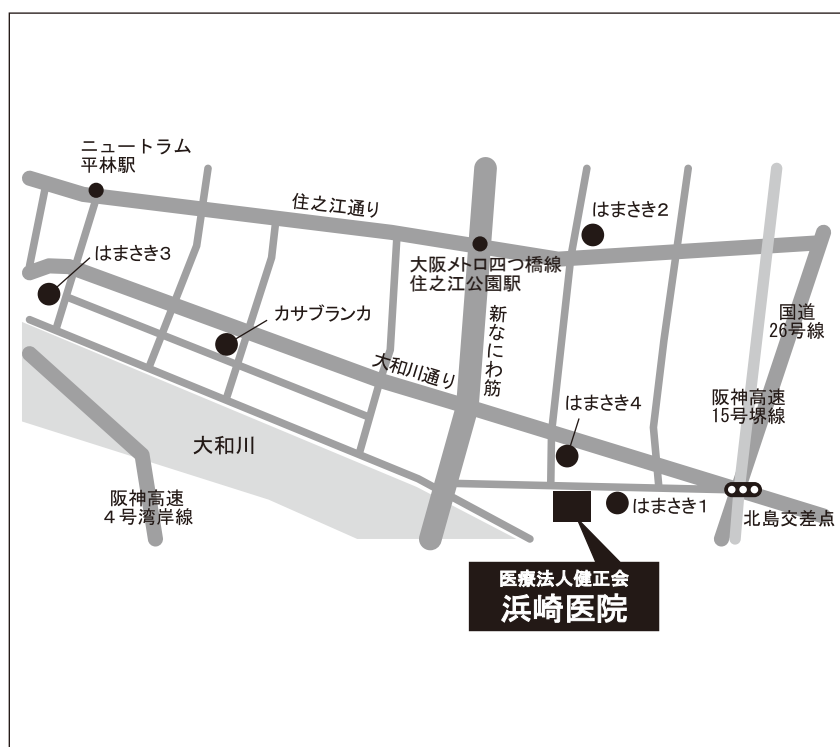 ニュートラム
平林駅
住之江通り
はまさき2
はまさき3
大阪メトロ四つ橋線
住之江公園駅
新なにわ筋
国道
26号線
カサブランカ
大和川通り
阪神高速
15号堺線
はまさき4
大和川
阪神高速
4号湾岸線
はまさき1
北島交差点
医療法人健正会
浜崎医院